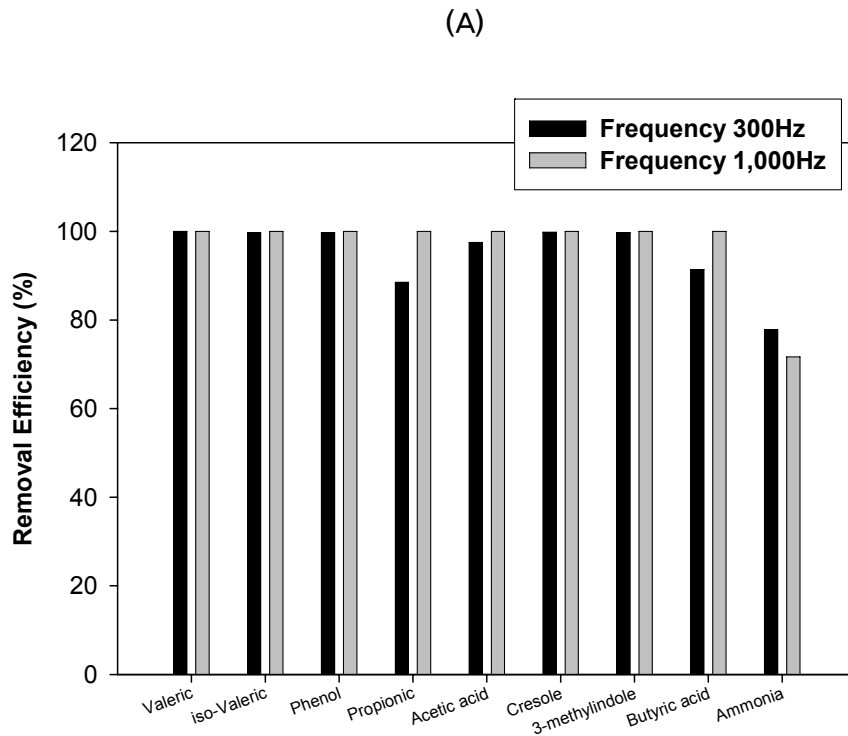 (A)
Frequency 300Hz
Frequency 1,000Hz
Removal Efficiency (%)
120
100
80
60
40
20
0
Valeric
iso-Valeric
Phenol
Propionic
Acetic acid
Cresole
3-methylindole
Butyric acid
Ammonia